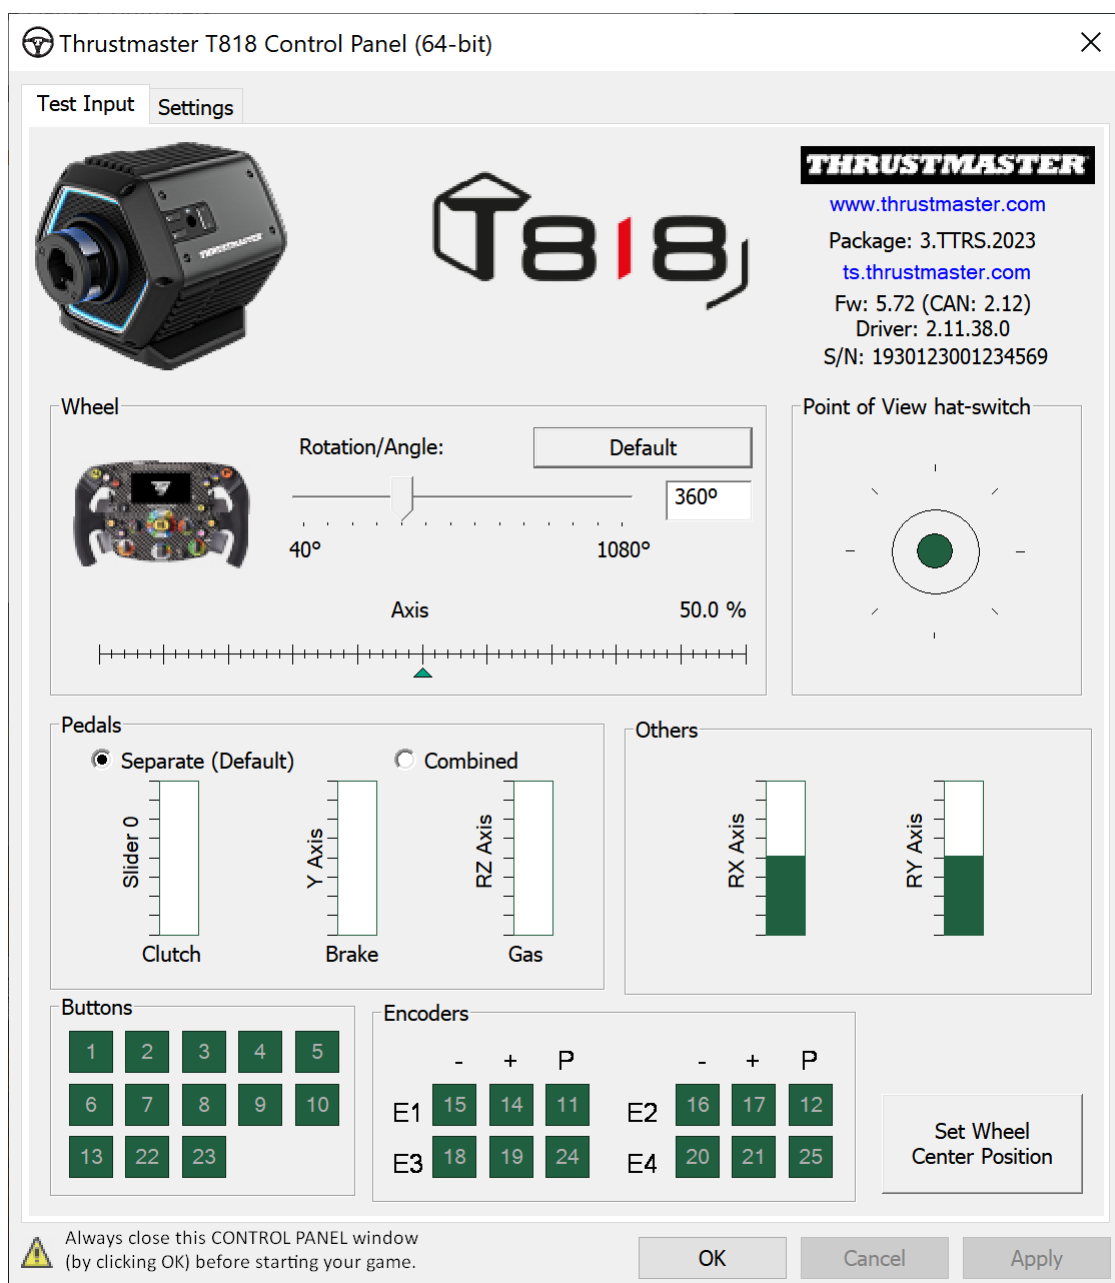 Thrustmaster T818 Control Panel (64-bit)
Test Input
Settings
THRUSTMASTER
T818
THRUSTMASTER
www.thrustmaster.com
Package: 3.TTRS.2023
ts.thrustmaster.com
Fw: 5.72 (CAN: 2.12)
Driver: 2.11.38.0
S/N: 1930123001234569
Wheel
Rotation/Angle:
Default
360º
40º
1080º
Axis
50.0 %
Point of View hat-switch
Pedals
Separate (Default)
Combined
Slider 0
Y Axis
RZ Axis
Clutch
Brake
Gas
Others
RX Axis
RY Axis
Buttons
1 2 3 4 5
6 7 8 9 10
13 22 23
Encoders
- + P - + P
E1 15 14 11 E2 16 17 12
E3 18 19 24 E4 20 21 25
Set Wheel
Center Position
Always close this CONTROL PANEL window
(by clicking OK) before starting your game.
OK
Cancel
Apply